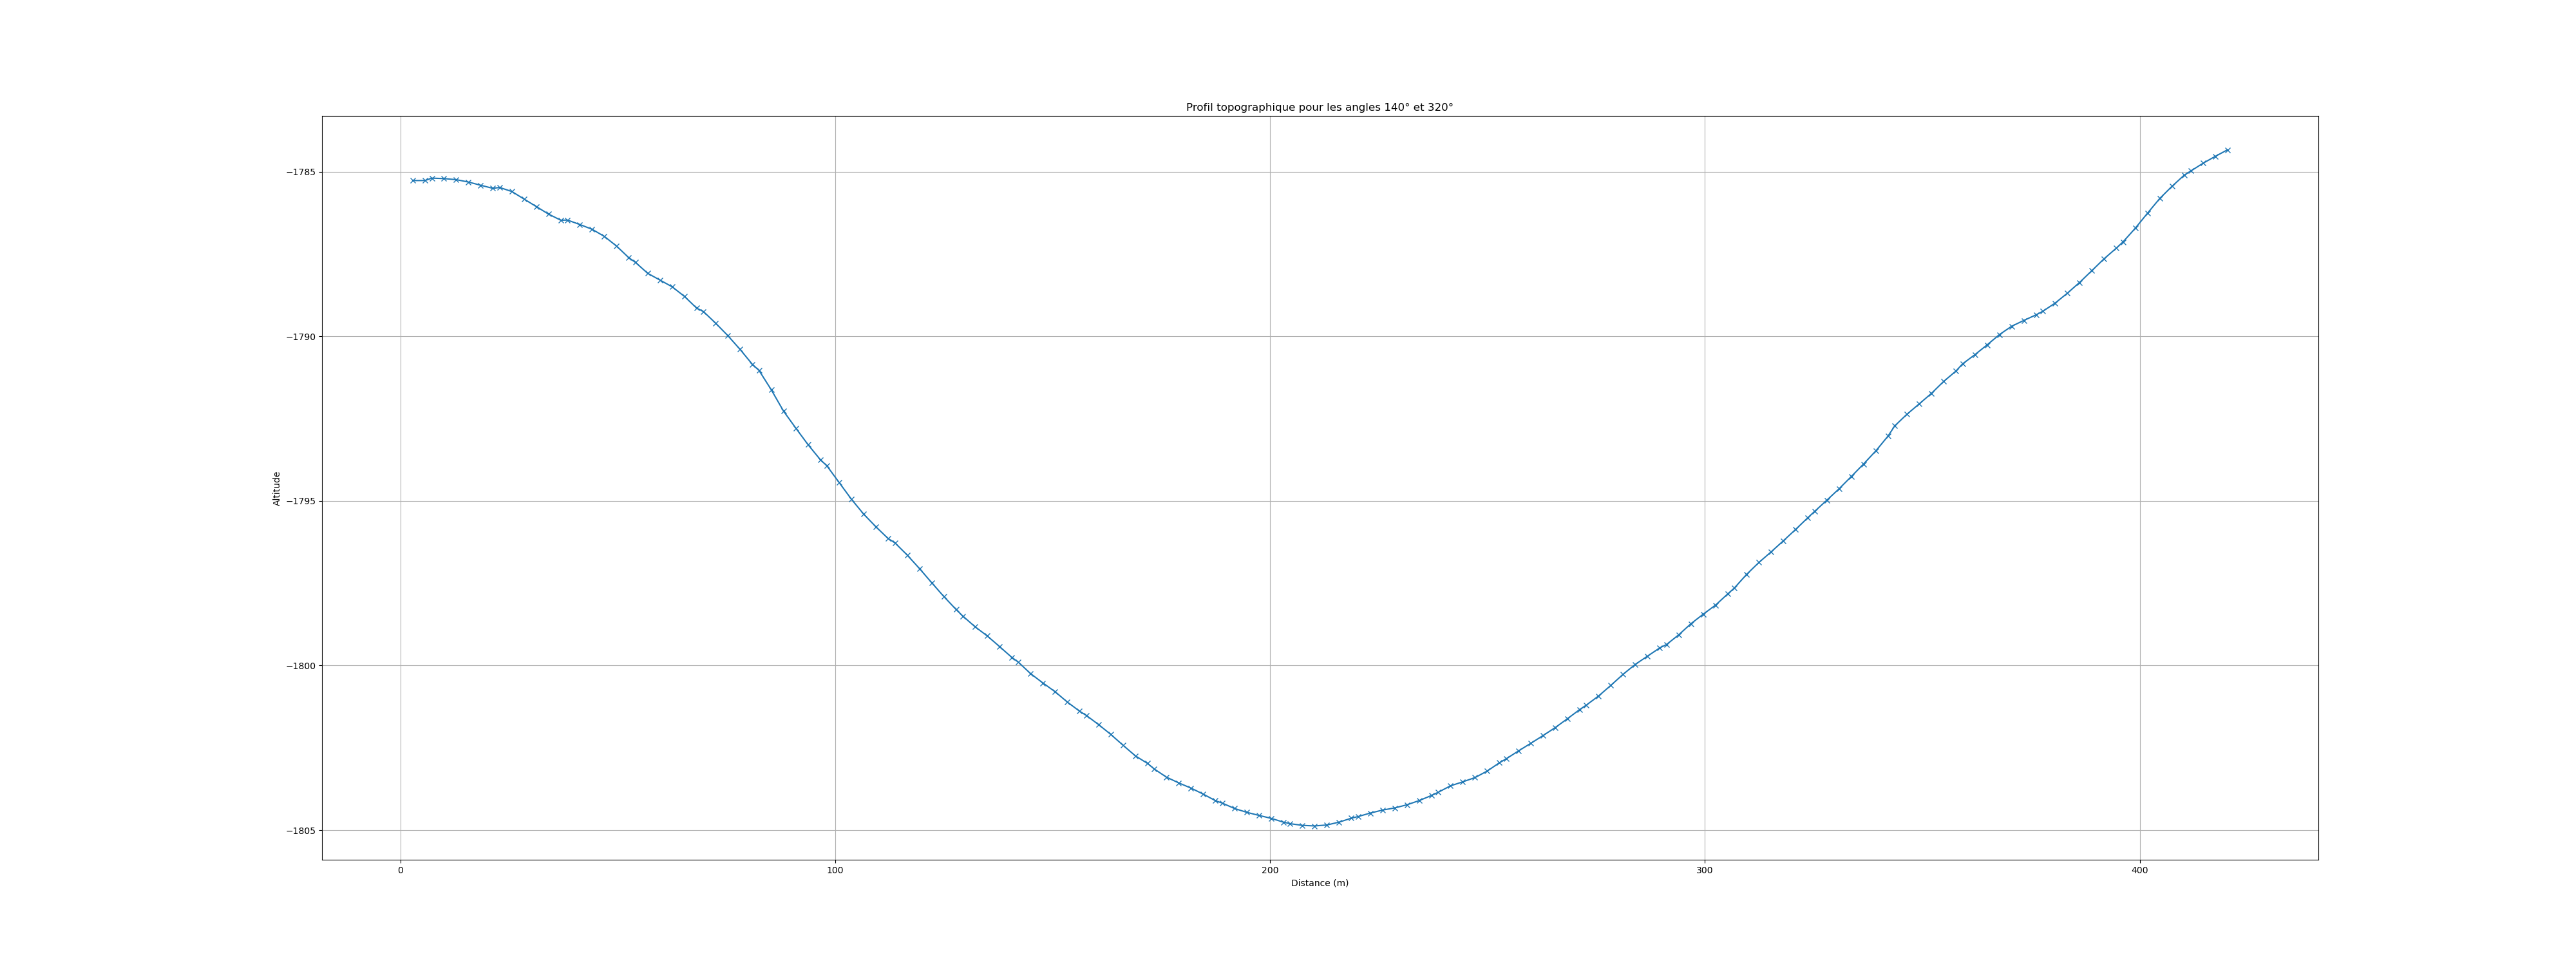 Profil topographique pour les angles 140° et 320°
Altitude
−1785
−1790
−1795
−1800
−1805
0 100 200 300 400
Distance (m)